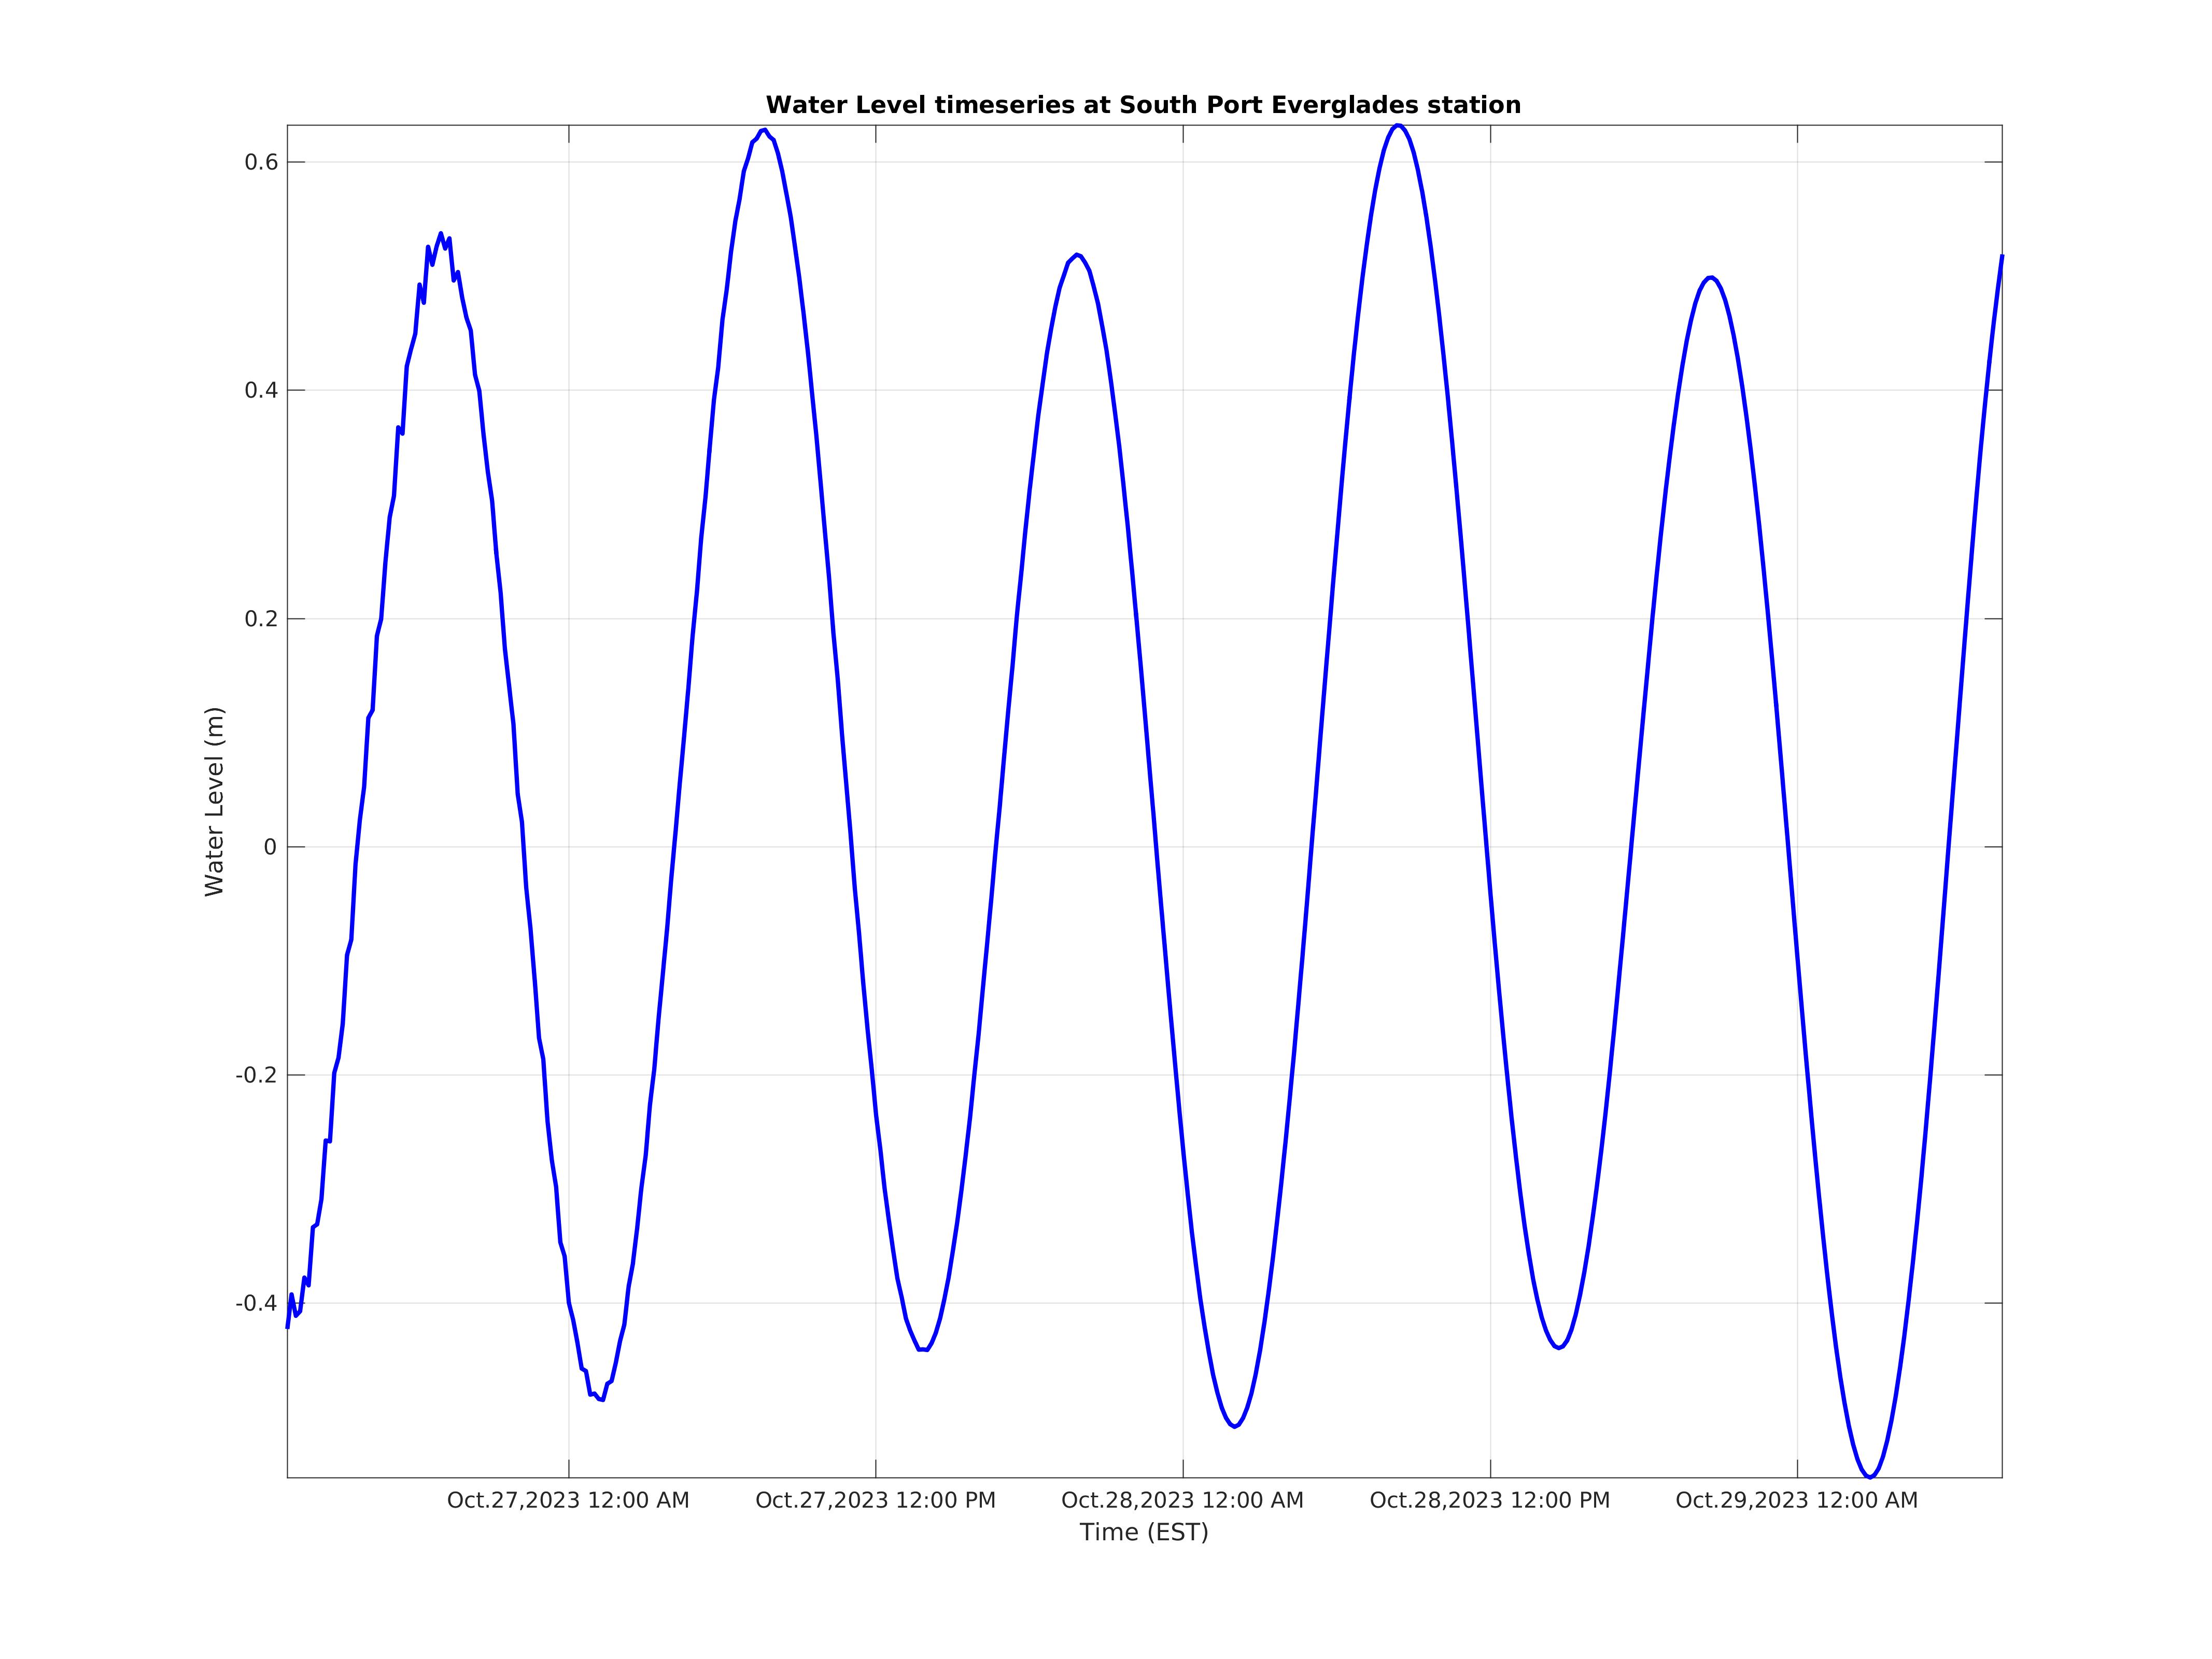 Water Level timeseries at South Port Everglades station
0.6
0.4
0.2
0
-0.2
-0.4
Water Level (m)
Oct.27,2023 12:00 AM
Oct.27,2023 12:00 PM
Oct.28,2023 12:00 AM
Oct.28,2023 12:00 PM
Oct.29,2023 12:00 AM
Time (EST)